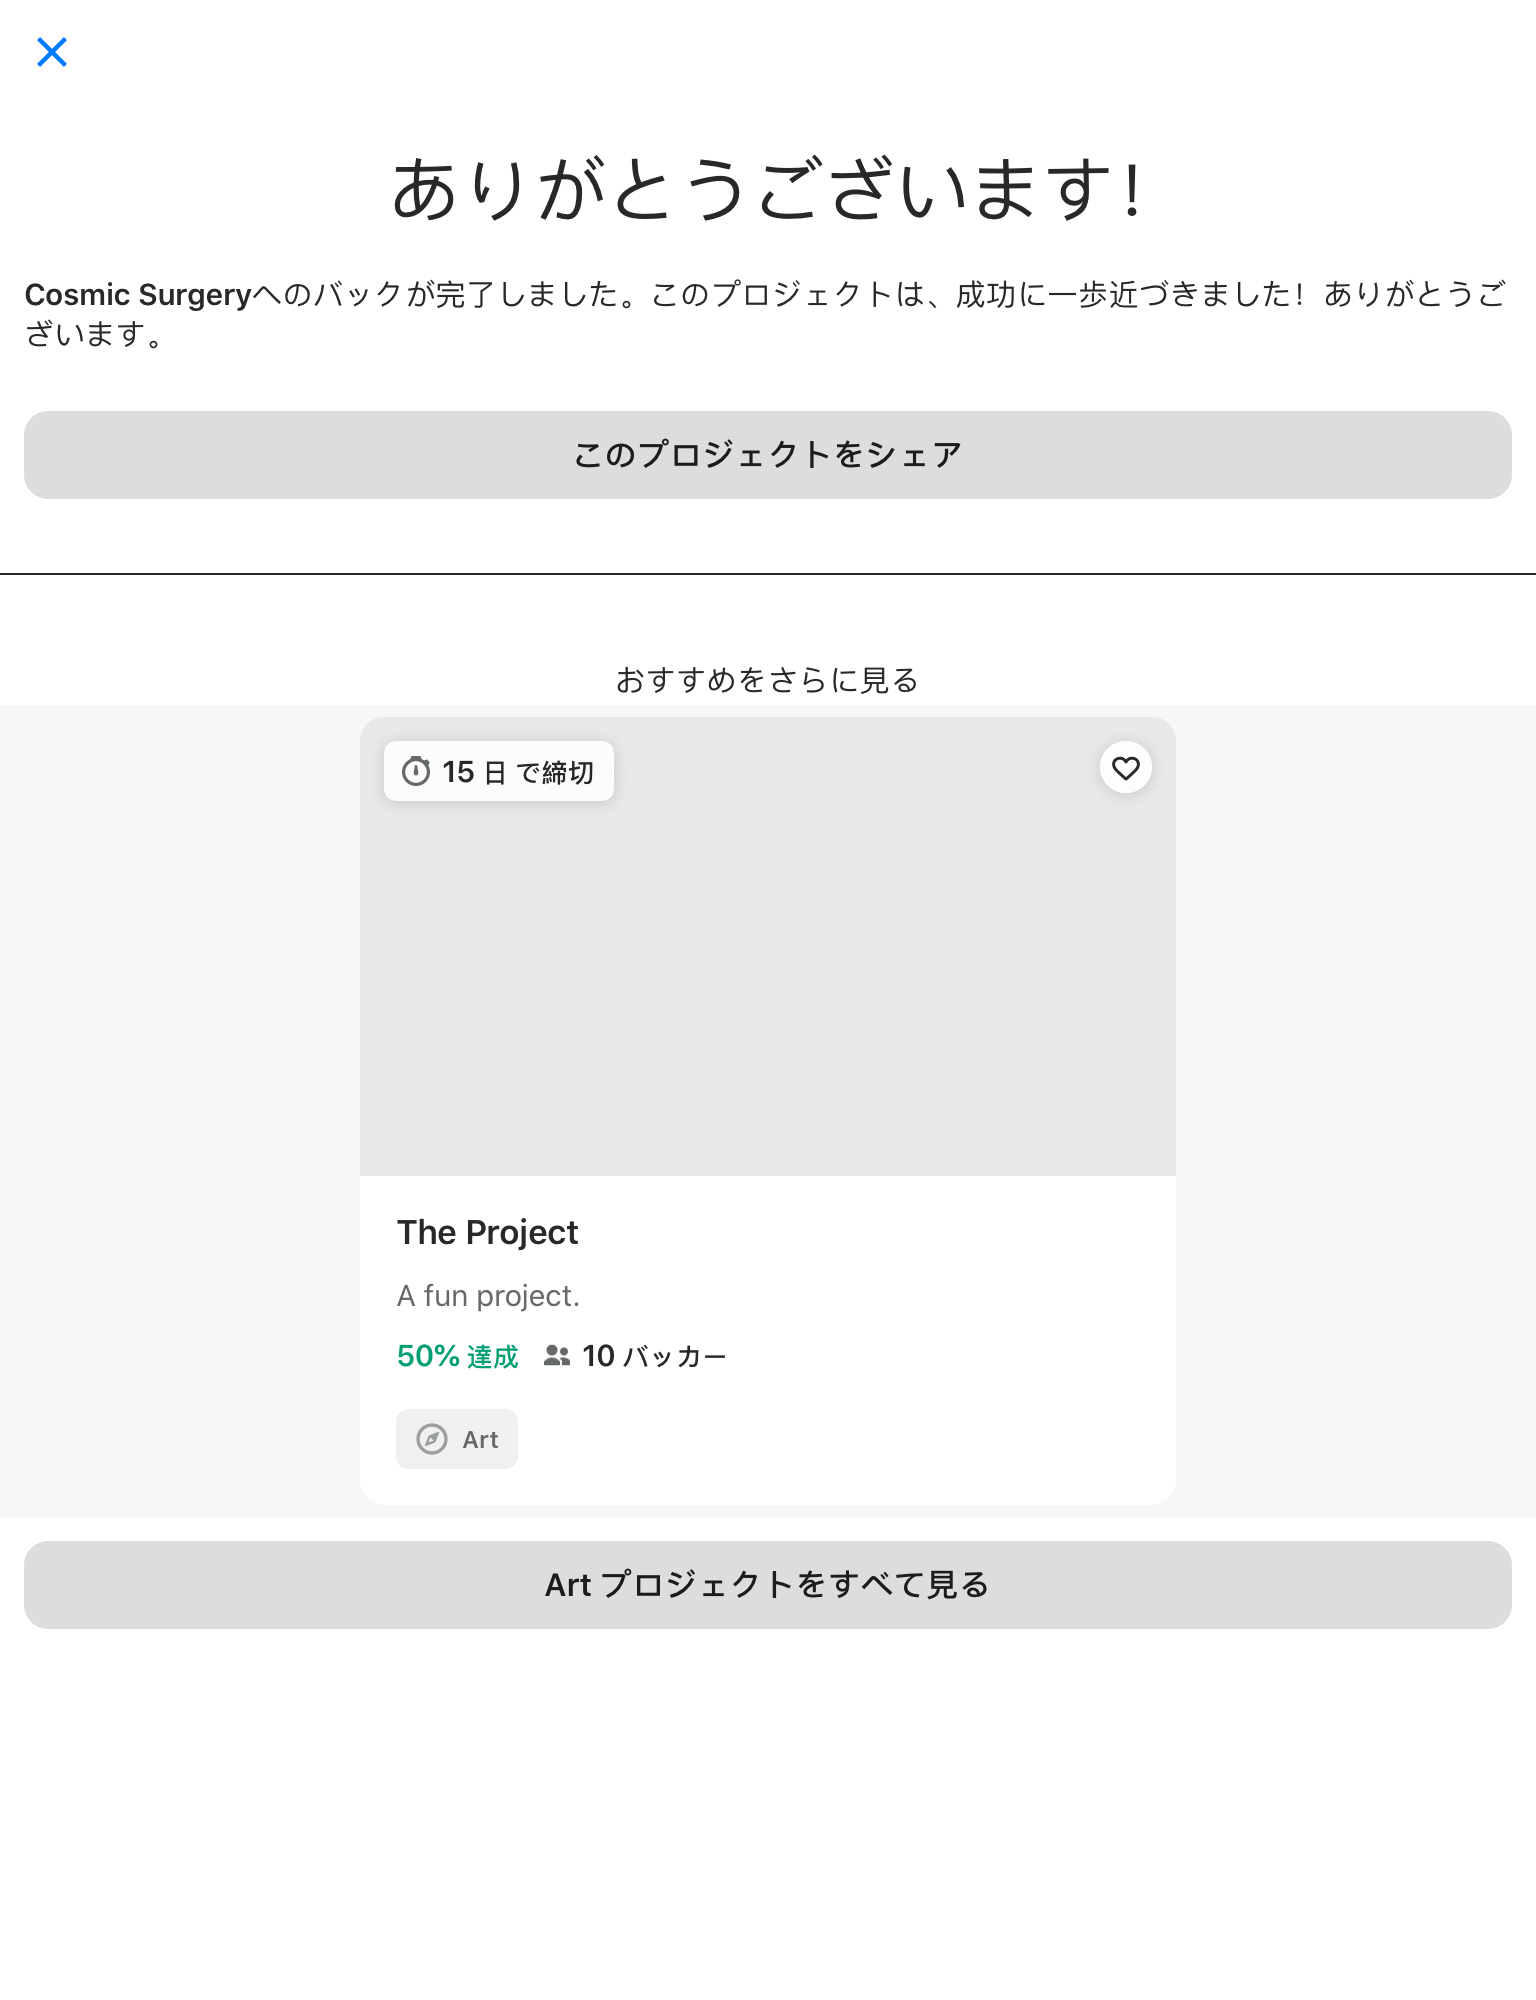 ありがとうございます！
Cosmic Surgeryへのバックが完了しました。このプロジェクトは、成功に一歩近づきました！ありがとうご
ざいます。
このプロジェクトをシェア
おすすめをさらに見る
15 日 で締切
The Project
A fun project.
50% 達成 10 バッカー
Art
Art プロジェクトをすべて見る